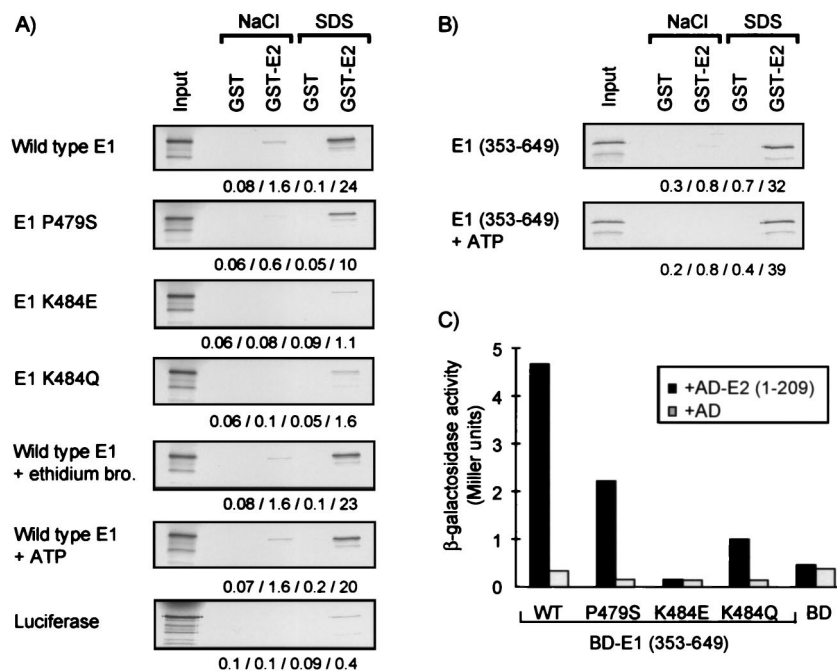 A)
NaCl SDS
Input GST GST-E2 GST GST-E2
Wild type E1
0.08 / 1.6 / 0.1 / 24
E1 P479S
0.06 / 0.6 / 0.05 / 10
E1 K484E
0.06 / 0.08 / 0.09 / 1.1
E1 K484Q
0.06 / 0.1 / 0.05 / 1.6
Wild type E1
+ ethidium bro.
0.08 / 1.6 / 0.1 / 23
Wild type E1
+ ATP
0.07 / 1.6 / 0.2 / 20
Luciferase
0.1 / 0.1 / 0.09 / 0.4
B)
NaCl SDS
Input GST GST-E2 GST GST-E2
E1 (353-649)
0.3 / 0.8 / 0.7 / 32
E1 (353-649)
+ ATP
0.2 / 0.8 / 0.4 / 39
C)
β-galactosidase activity
(Miller units)
5
4
3
2
1
0
+AD-E2 (1-209)
+AD
WT P479S K484E K484Q BD
BD-E1 (353-649)